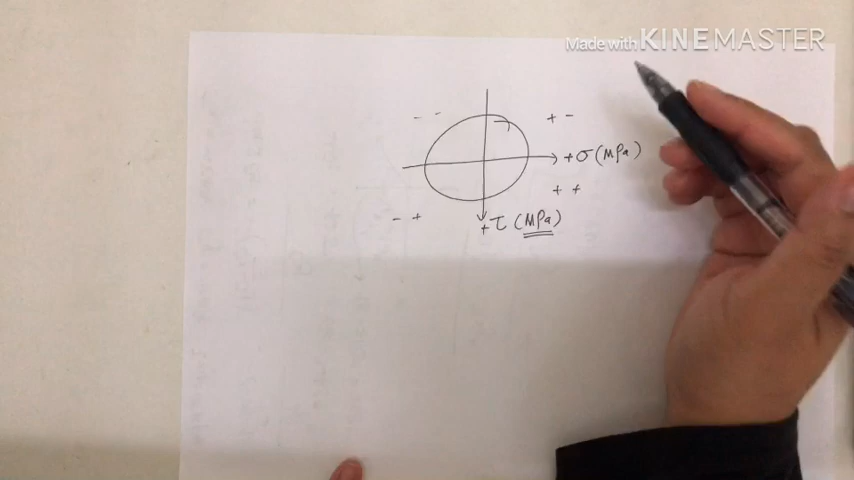 Made with KINEMASTER
- - + -
+ σ (MPa)
+ +
- +
+ τ (MPa)